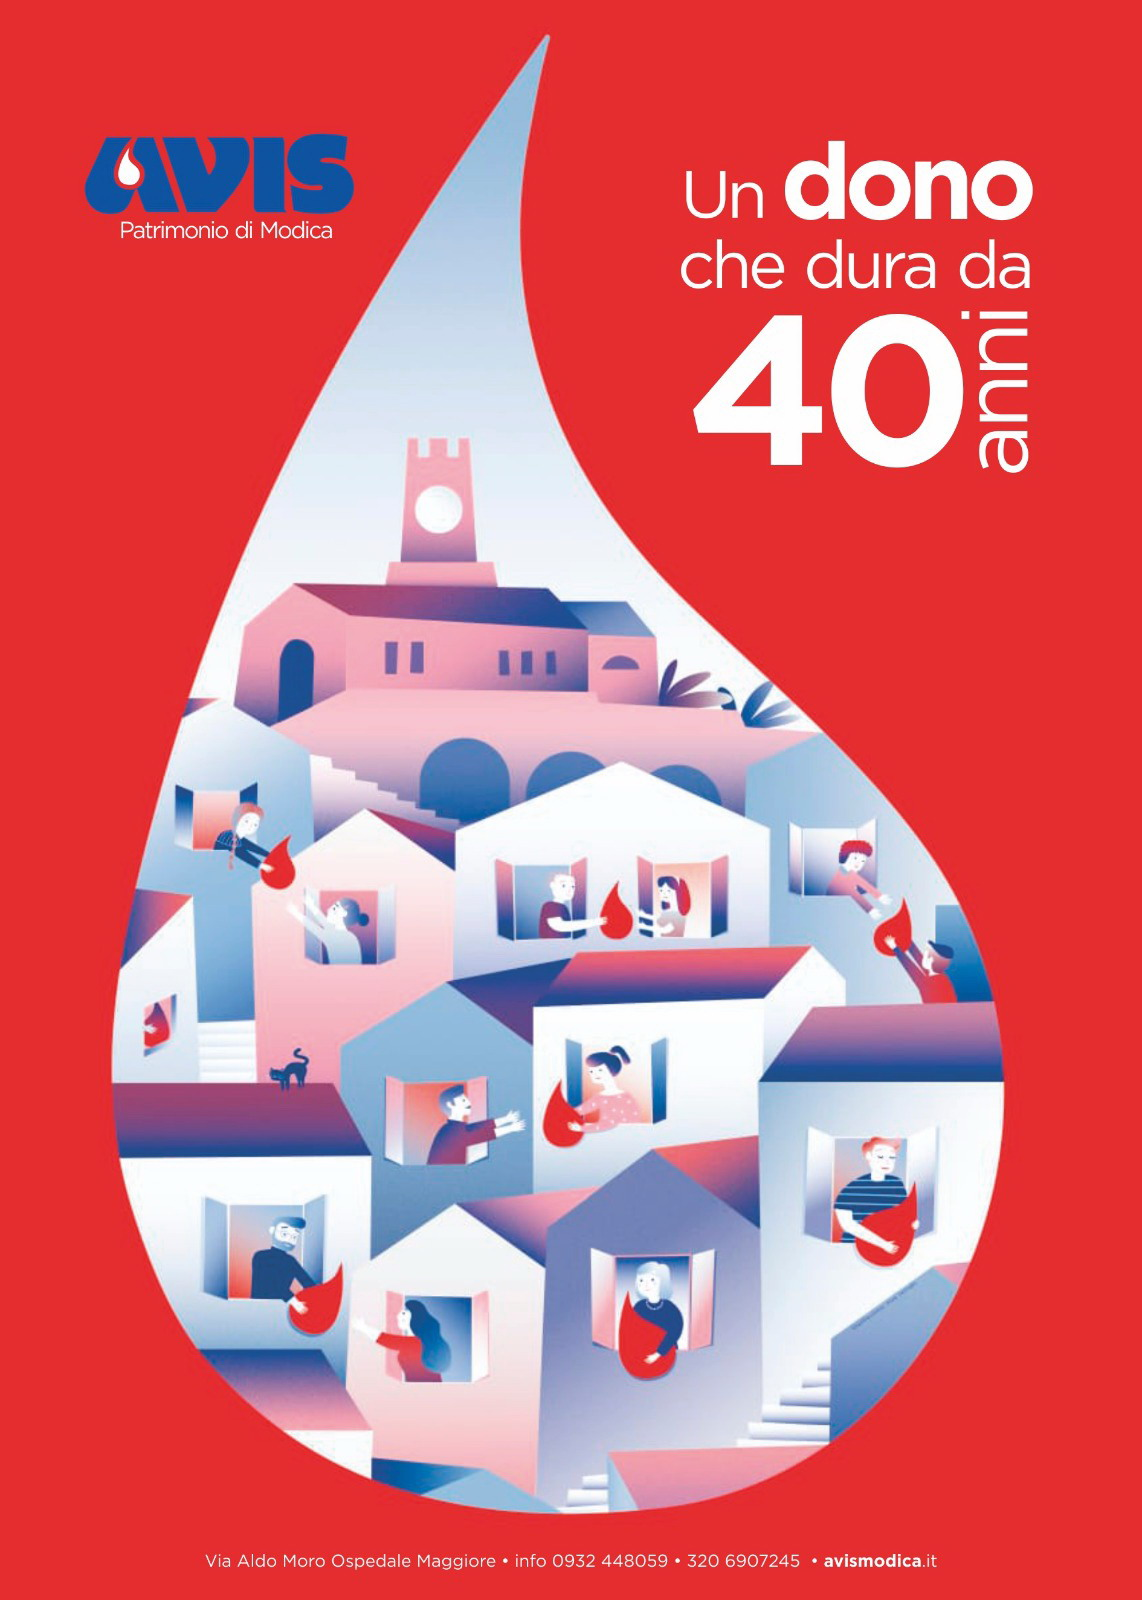 AVIS
Patrimonio di Modica
Un dono
che dura da
40 anni
Via Aldo Moro Ospedale Maggiore • info 0932 448059 • 320 6907245 • avismodica.it